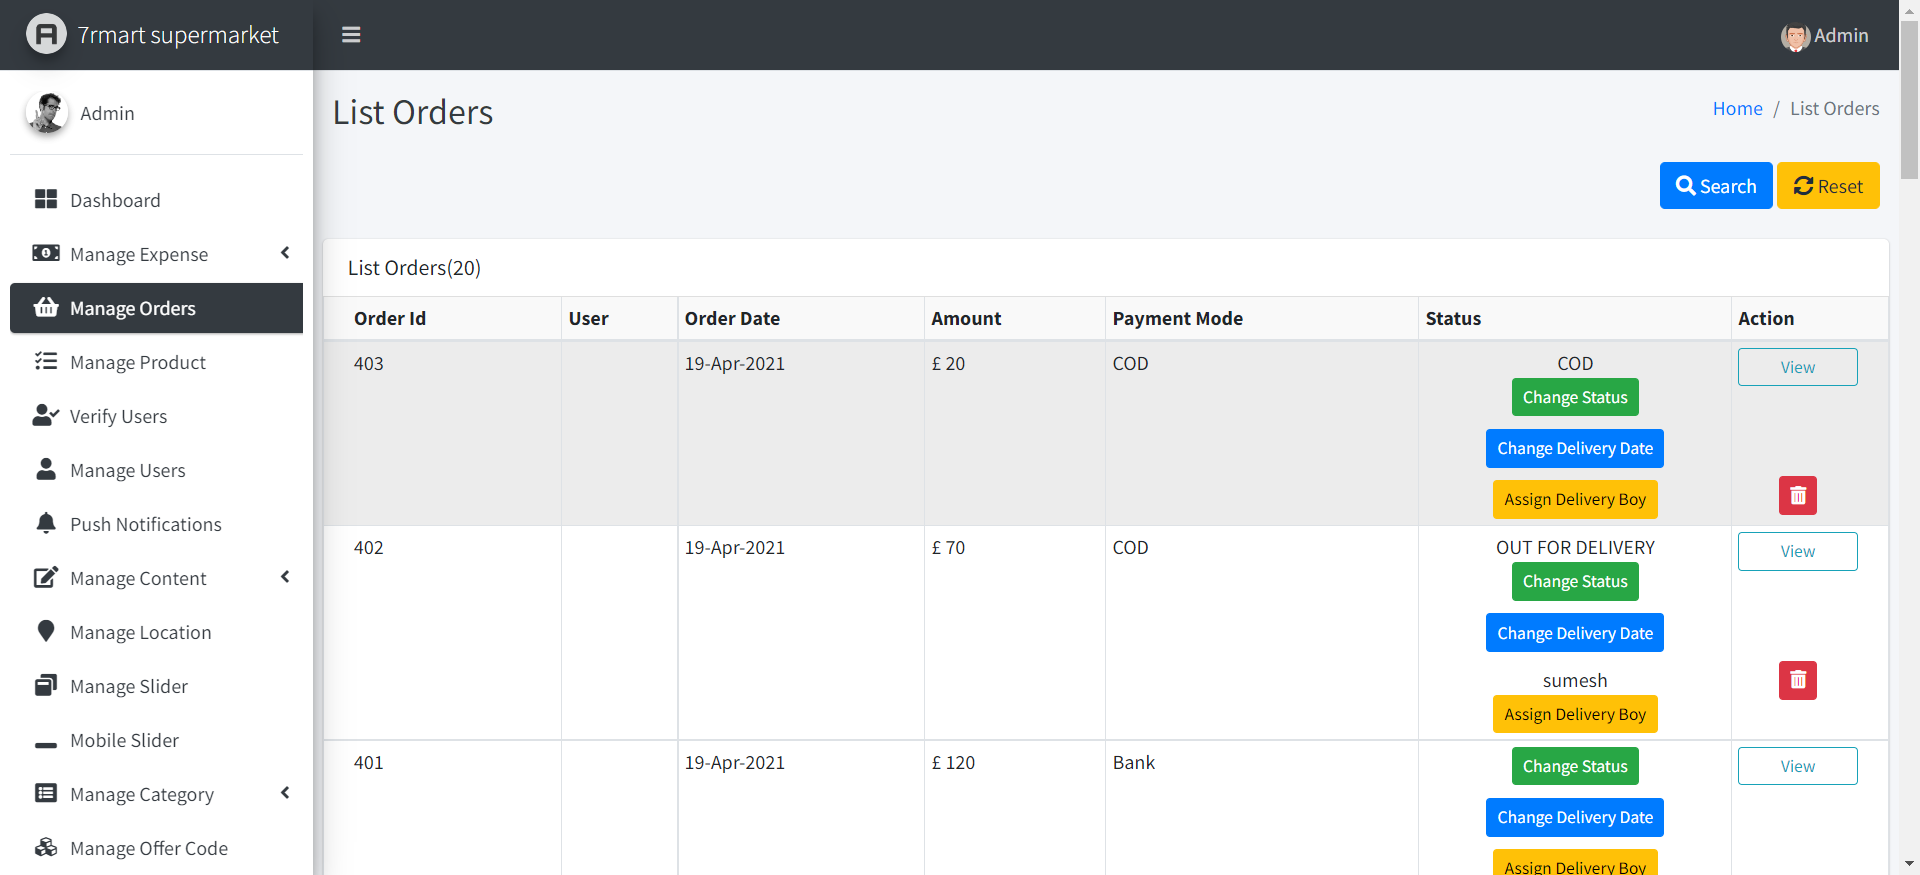 7rmart supermarket
Admin
Admin
Dashboard
Manage Expense
Manage Orders
Manage Product
Verify Users
Manage Users
Push Notifications
Manage Content
Manage Location
Manage Slider
Mobile Slider
Manage Category
Manage Offer Code
List Orders
Home / List Orders
Search Reset
List Orders(20)
Order Id User Order Date Amount Payment Mode Status Action
403 19-Apr-2021 £ 20 COD COD View
Change Status
Change Delivery Date
Assign Delivery Boy
402 19-Apr-2021 £ 70 COD OUT FOR DELIVERY View
Change Status
Change Delivery Date
sumesh
Assign Delivery Boy
401 19-Apr-2021 £ 120 Bank Change Status View
Change Delivery Date
Assign Delivery Boy